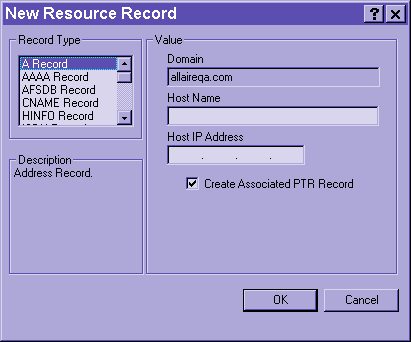 New Resource Record
Record Type
A Record
AAAA Record
AFSDB Record
CNAME Record
HINFO Record
Description
Address Record.
Value
Domain
allaireqa.com
Host Name
Host IP Address
. . .
Create Associated PTR Record
OK
Cancel